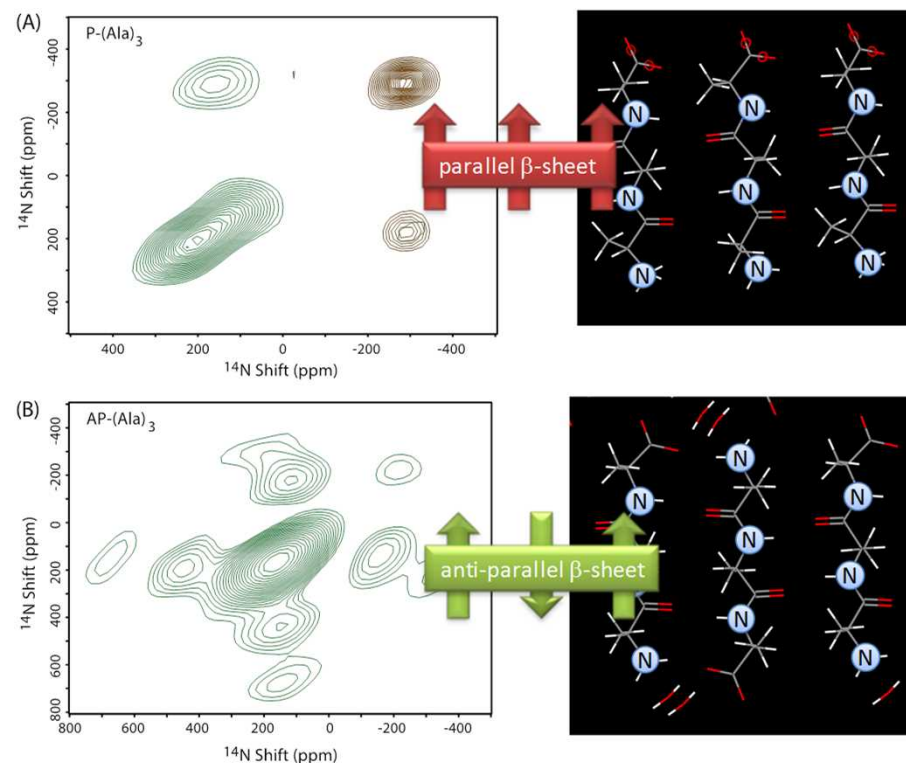 (A)
P-(Ala)3
-400
-200
0
200
400
14N Shift (ppm)
400 200 0 -200 -400
14N Shift (ppm)
parallel β-sheet
N N N
N N N
N N N
(B)
AP-(Ala)3
-400
-200
0
200
400
600
800
14N Shift (ppm)
800 600 400 200 0 -200 -400
14N Shift (ppm)
anti-parallel β-sheet
N
N N
N
N
N
N N